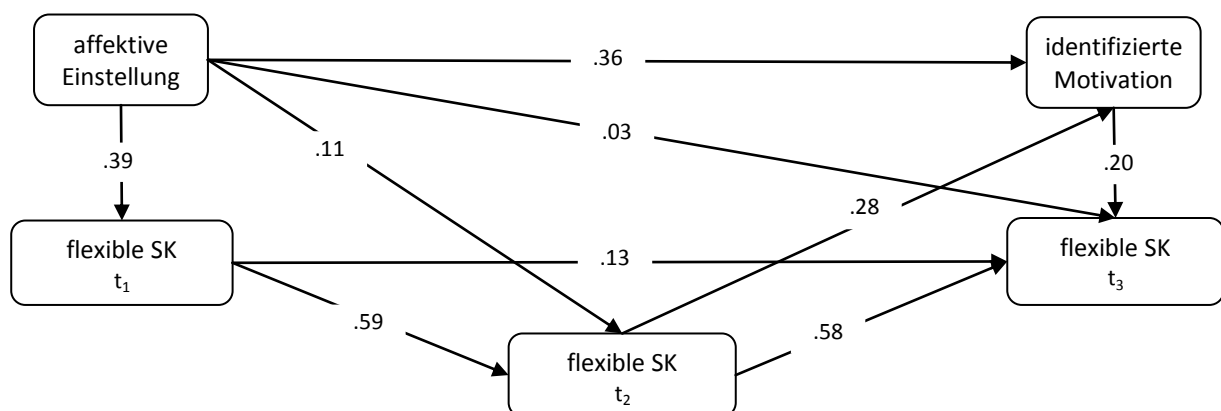 affektive
Einstellung
identifizierte
Motivation
.36
.03
.11
.39
.20
.28
flexible SK
t₁
flexible SK
t₃
.13
.59
.58
flexible SK
t₂